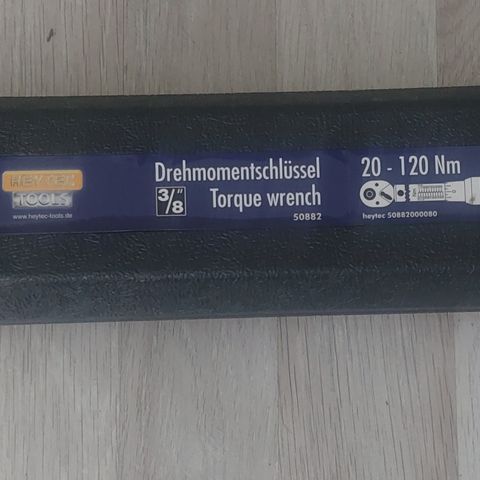 HEYTEC
TOOLS
www.heytec-tools.de
3/8"
Drehmomentschlüssel
Torque wrench
50882
20 - 120 Nm
heytec 50882000080